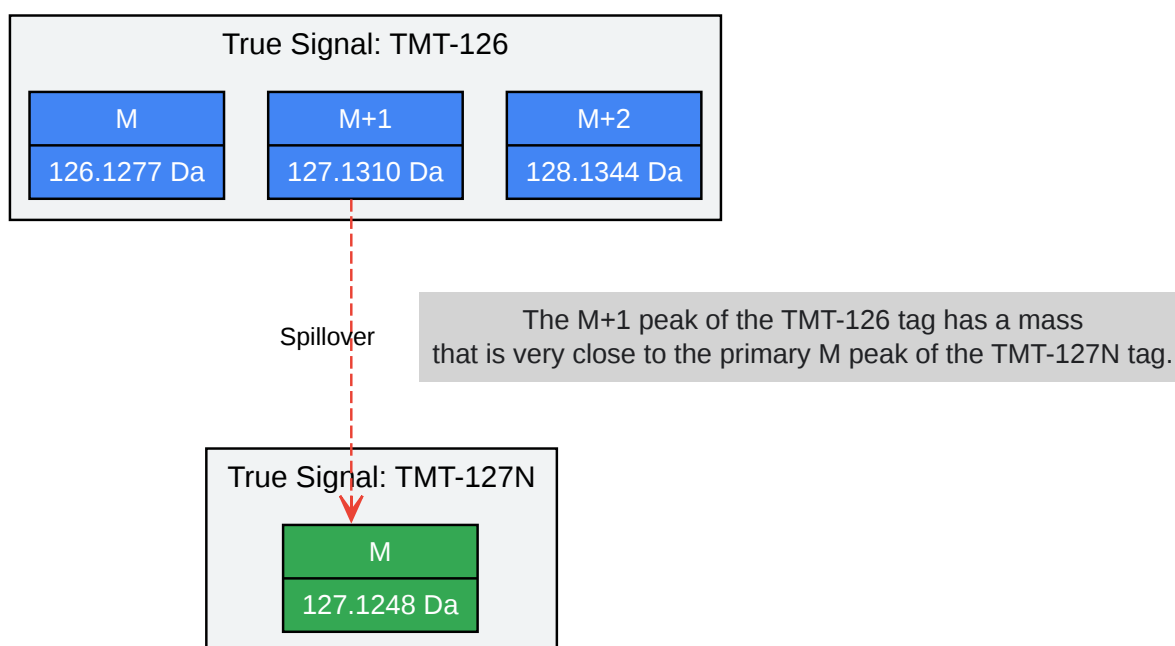 True Signal: TMT-126
M
M+1
M+2
126.1277 Da
127.1310 Da
128.1344 Da
Spillover
The M+1 peak of the TMT-126 tag has a mass
that is very close to the primary M peak of the TMT-127N tag.
True Signal: TMT-127N
M
127.1248 Da